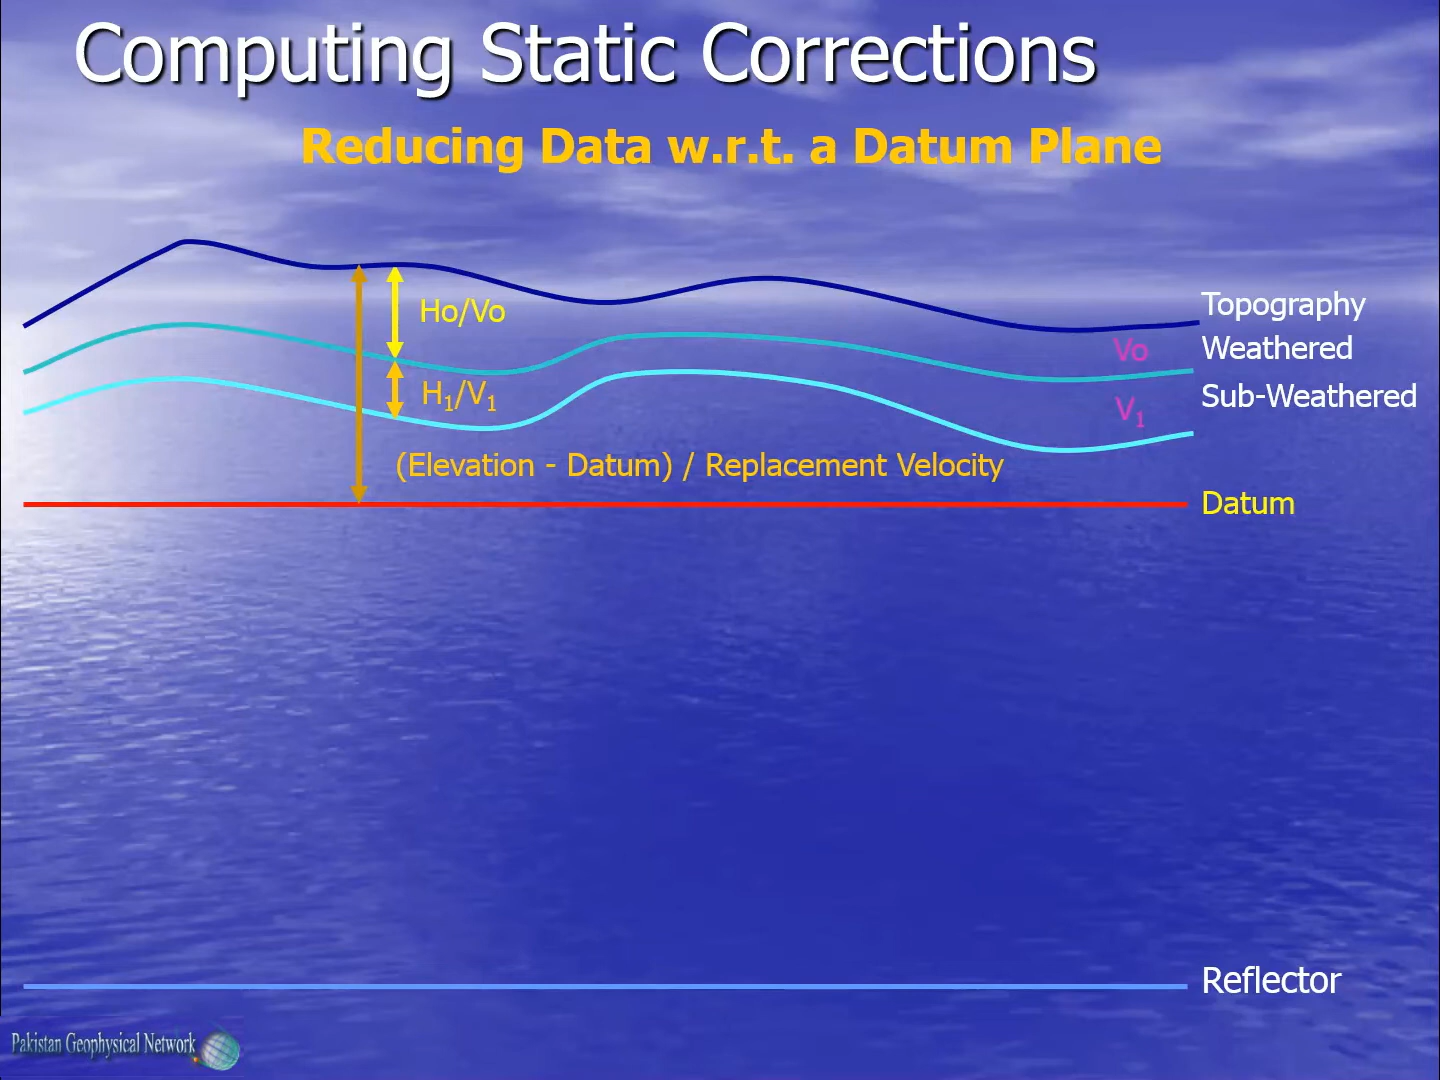 Computing Static Corrections
Reducing Data w.r.t. a Datum Plane
Topography
Ho/Vo
Vo
Weathered
H₁/V₁
V₁
Sub-Weathered
(Elevation - Datum) / Replacement Velocity
Datum
Reflector
Pakistan Geophysical Network